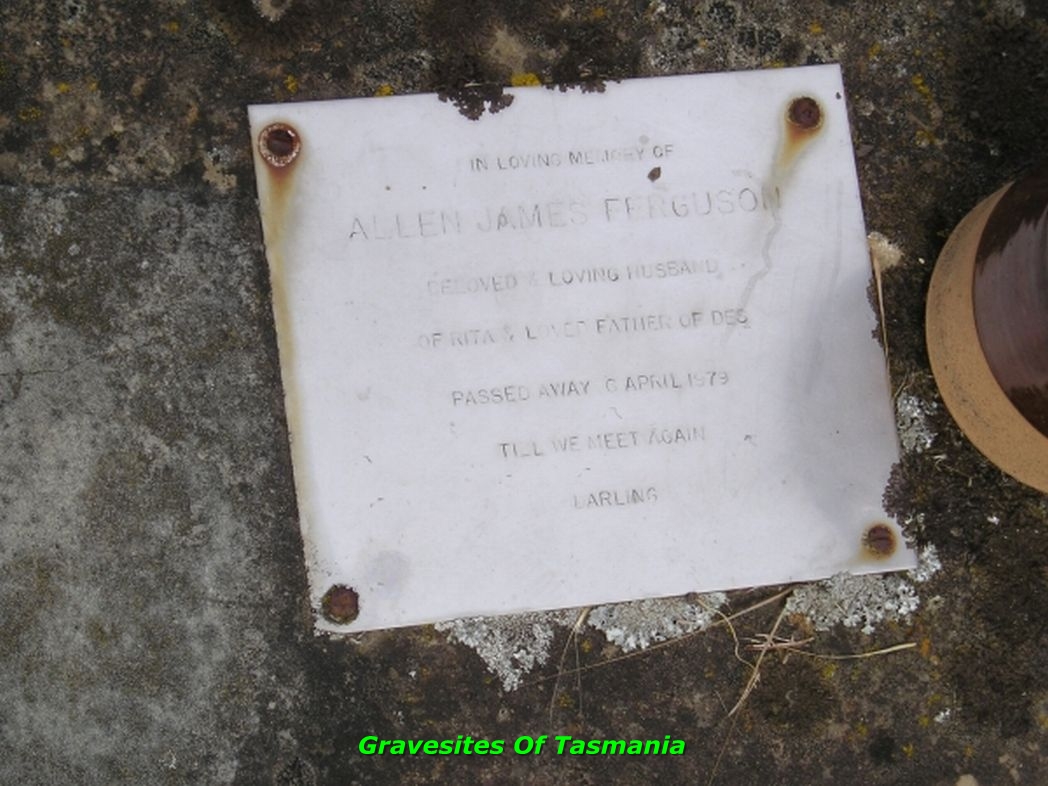 IN LOVING MEMORY OF
ALLEN JAMES FERGUSON
BELOVED & LOVING HUSBAND
OF RITA & LOVED FATHER OF DES
PASSED AWAY 6 APRIL 1979
TILL WE MEET AGAIN
DARLING
Gravesites Of Tasmania